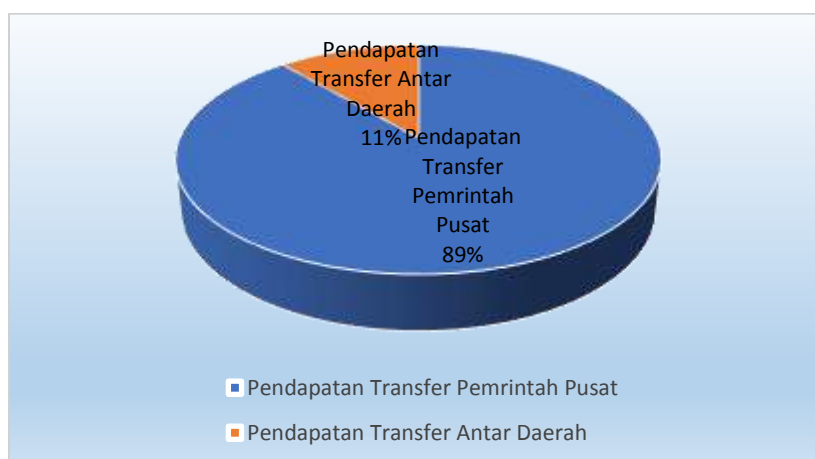 Pendapatan
Transfer Antar
Daerah
11%
Pendapatan
Transfer
Pemrintah
Pusat
89%
Pendapatan Transfer Pemrintah Pusat
Pendapatan Transfer Antar Daerah